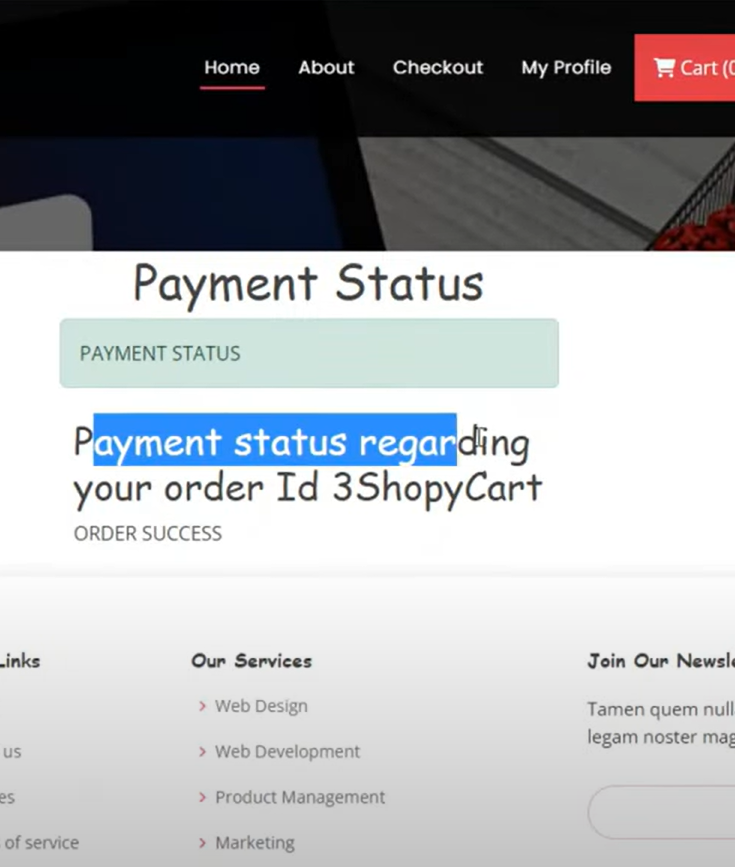 Home About Checkout My Profile Cart (0
Payment Status
PAYMENT STATUS
Payment status regarding
your order Id 3ShopyCart
ORDER SUCCESS
Links
us
es
of service
Our Services
Web Design
Web Development
Product Management
Marketing
Join Our Newsle
Tamen quem null
legam noster mag